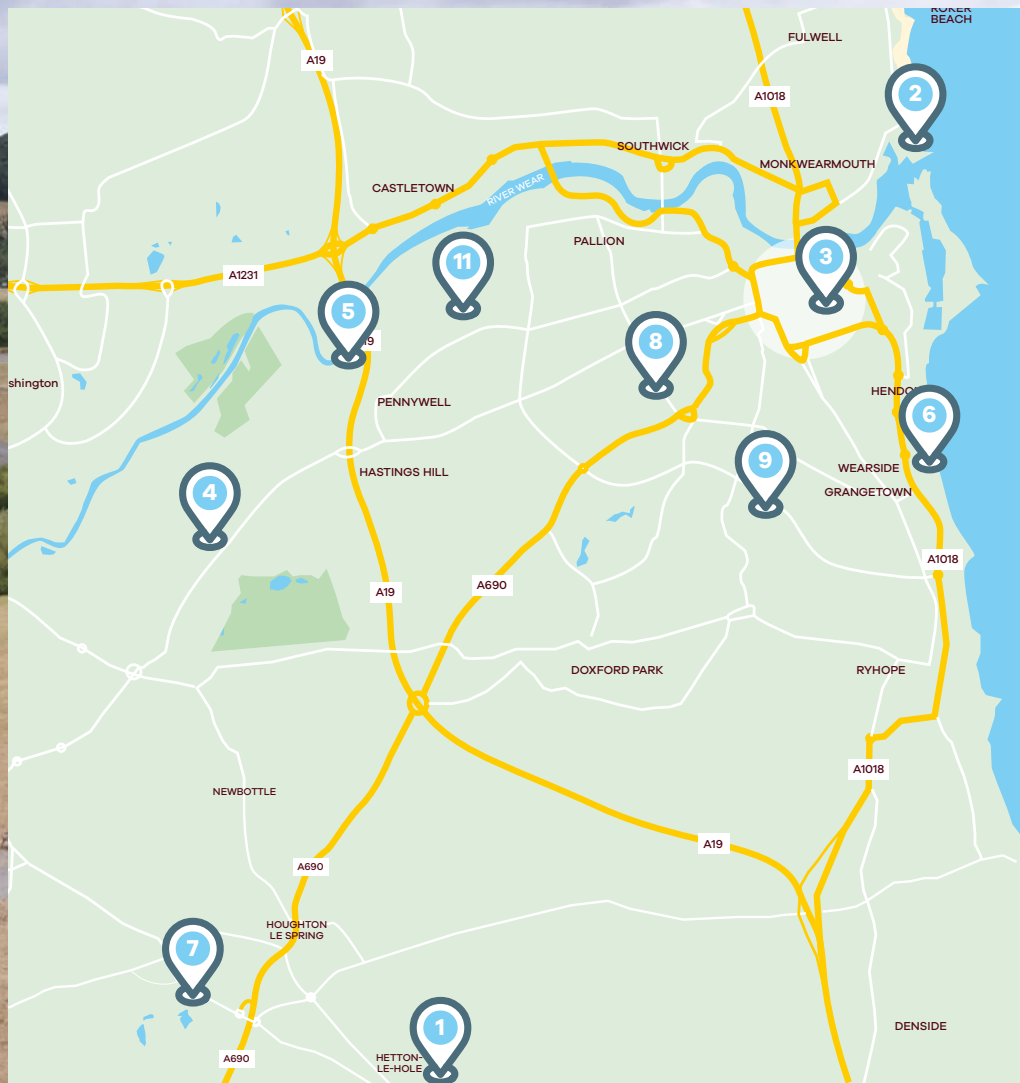 ROKER
BEACH
FULWELL
A19
2
A1018
SOUTHWICK
MONKWEARMOUTH
CASTLETOWN
RIVER WEAR
PALLION
3
11
A1231
5
19
8
shington
HENDO
PENNYWELL
6
9
WEARSIDE
HASTINGS HILL
GRANGETOWN
4
A1018
A690
A19
DOXFORD PARK
RYHOPE
A1018
NEWBOTTLE
A19
A690
HOUGHTON
LE SPRING
7
1
DENSIDE
HETTON-
LE-HOLE
A690